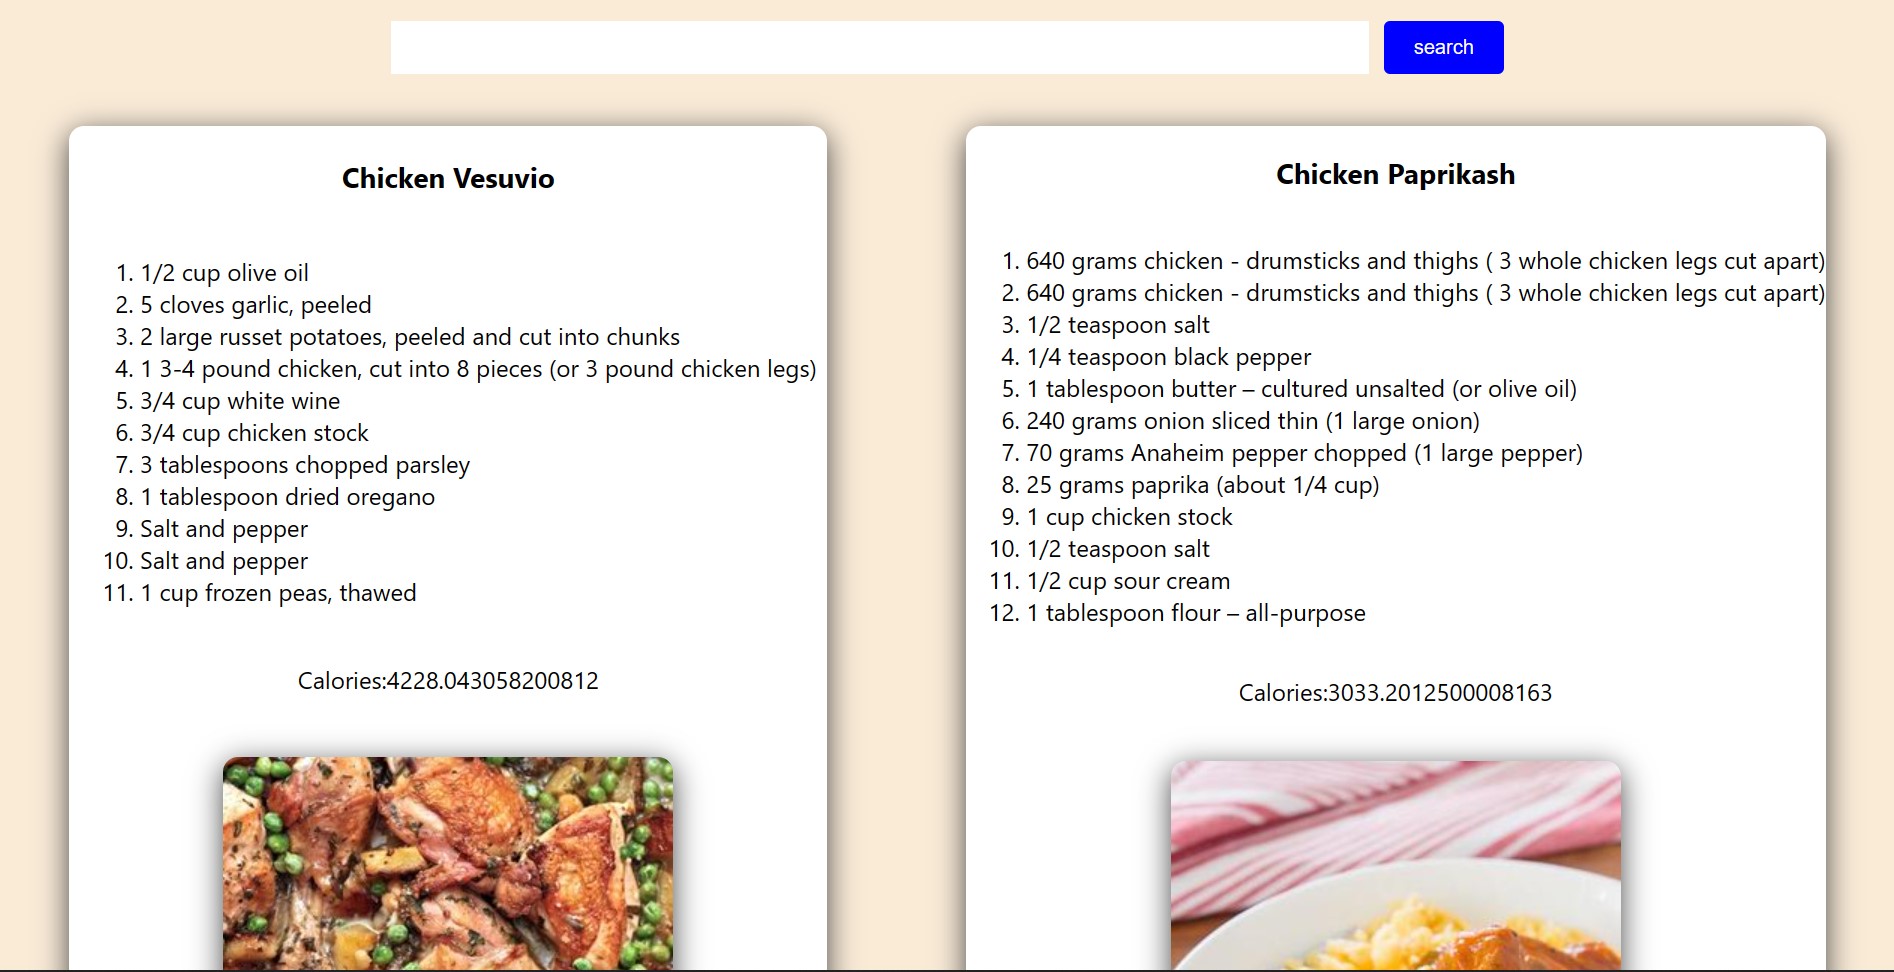 search
Chicken Vesuvio
1. 1/2 cup olive oil
2. 5 cloves garlic, peeled
3. 2 large russet potatoes, peeled and cut into chunks
4. 1 3-4 pound chicken, cut into 8 pieces (or 3 pound chicken legs)
5. 3/4 cup white wine
6. 3/4 cup chicken stock
7. 3 tablespoons chopped parsley
8. 1 tablespoon dried oregano
9. Salt and pepper
10. Salt and pepper
11. 1 cup frozen peas, thawed
Calories:4228.043058200812
Chicken Paprikash
1. 640 grams chicken - drumsticks and thighs ( 3 whole chicken legs cut apart)
2. 640 grams chicken - drumsticks and thighs ( 3 whole chicken legs cut apart)
3. 1/2 teaspoon salt
4. 1/4 teaspoon black pepper
5. 1 tablespoon butter – cultured unsalted (or olive oil)
6. 240 grams onion sliced thin (1 large onion)
7. 70 grams Anaheim pepper chopped (1 large pepper)
8. 25 grams paprika (about 1/4 cup)
9. 1 cup chicken stock
10. 1/2 teaspoon salt
11. 1/2 cup sour cream
12. 1 tablespoon flour – all-purpose
Calories:3033.2012500008163